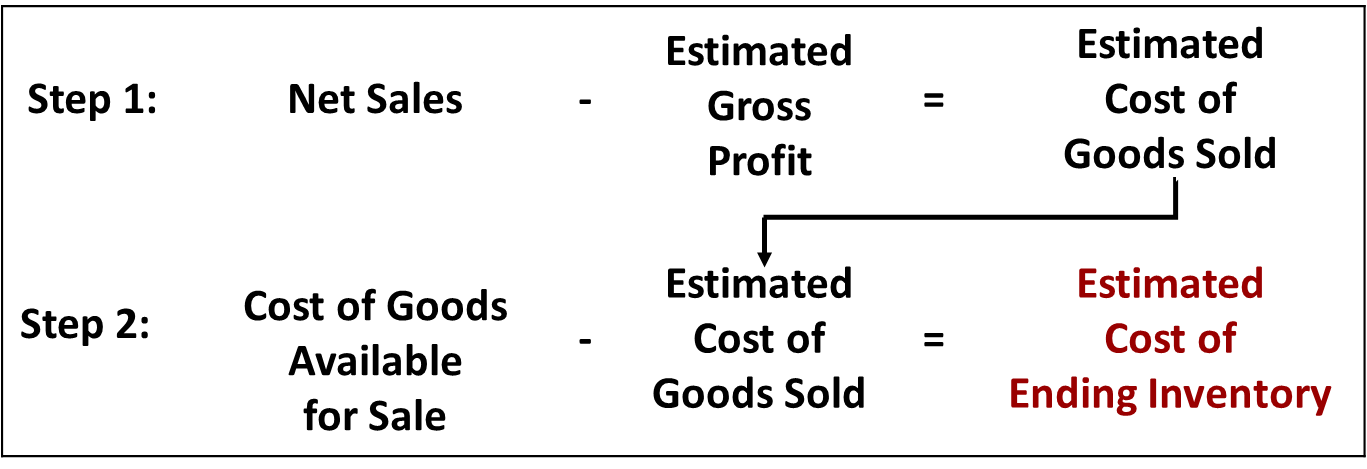 Step 1:
Net Sales
-
Estimated
Gross
Profit
=
Estimated
Cost of
Goods Sold
Step 2:
Cost of Goods
Available
for Sale
-
Estimated
Cost of
Goods Sold
=
Estimated
Cost of
Ending Inventory